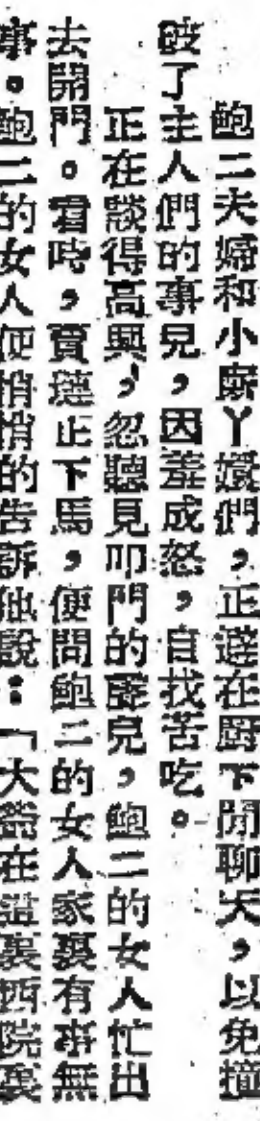 鮑二夫婦和小廝丫嬛們，正躲在厨下閒聊天，以免撞
破了主人們的事兒，因羞成怒，自找苦吃。
正在談得高興，忽聽見叩門的聲兒，鮑二的女人忙出
去開門。看時，賈璉正下馬，便問鮑二的女人家裏有事無
事。鮑二的女人便悄悄的告訴他說：「大爺在這裏西院裏